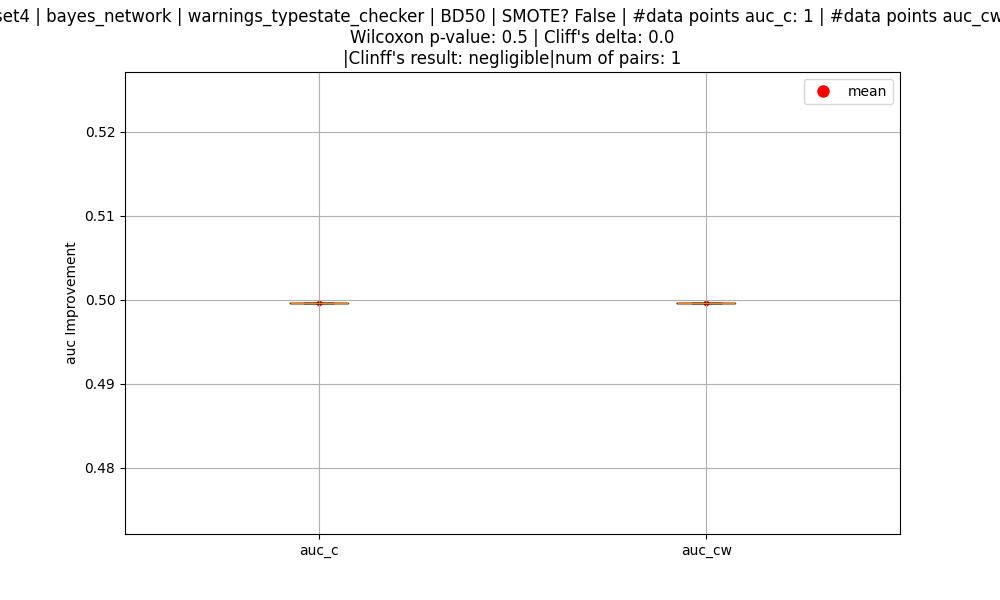 set4 | bayes_network | warnings_typestate_checker | BD50 | SMOTE? False | #data points auc_c: 1 | #data points auc_cw
Wilcoxon p-value: 0.5 | Cliff's delta: 0.0
|Clinff's result: negligible|num of pairs: 1
mean
0.52
0.51
0.50
0.49
0.48
auc Improvement
auc_c
auc_cw